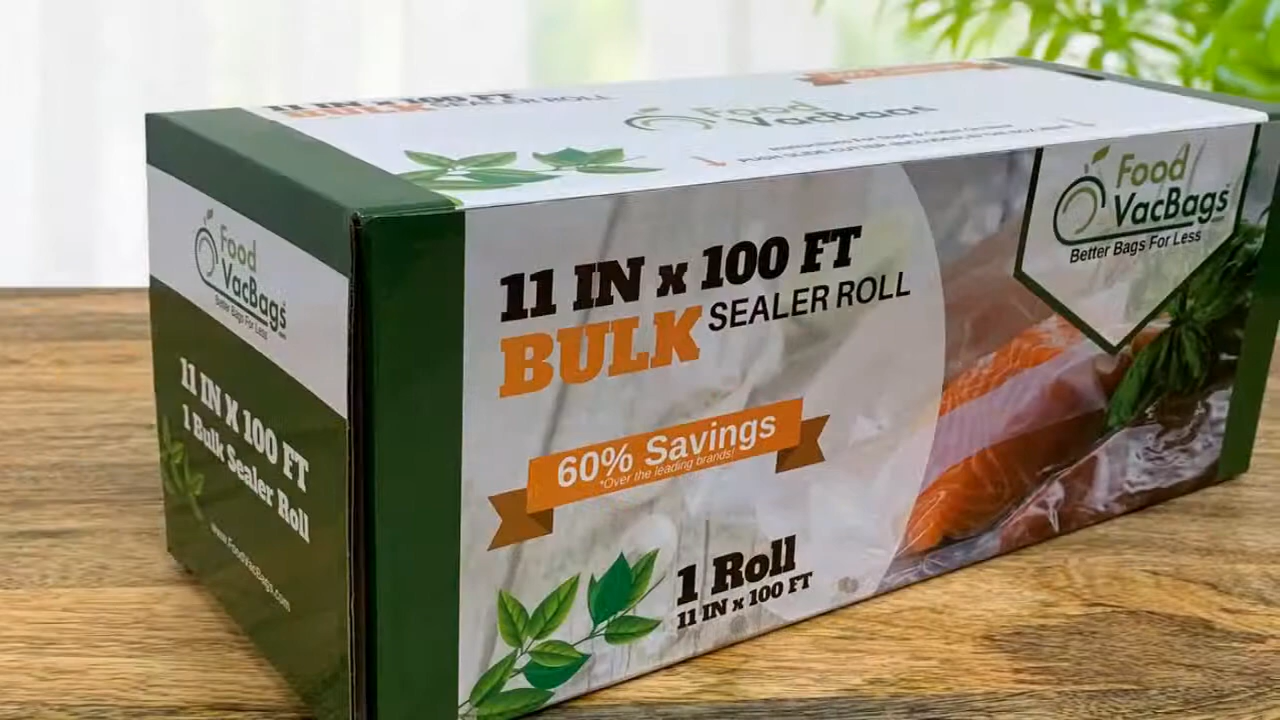 11 IN x 100 FT
BULK SEALER ROLL
Food
VacBags
Food
VacBags
Better Bags For Less
11 IN X 100 FT
1 Bulk Sealer Roll
www.FoodVacBags.com
11 IN x 100 FT
BULK SEALER ROLL
60% Savings
*Over the leading brands!
1 Roll
11 IN x 100 FT
Food
VacBags
Better Bags For Less